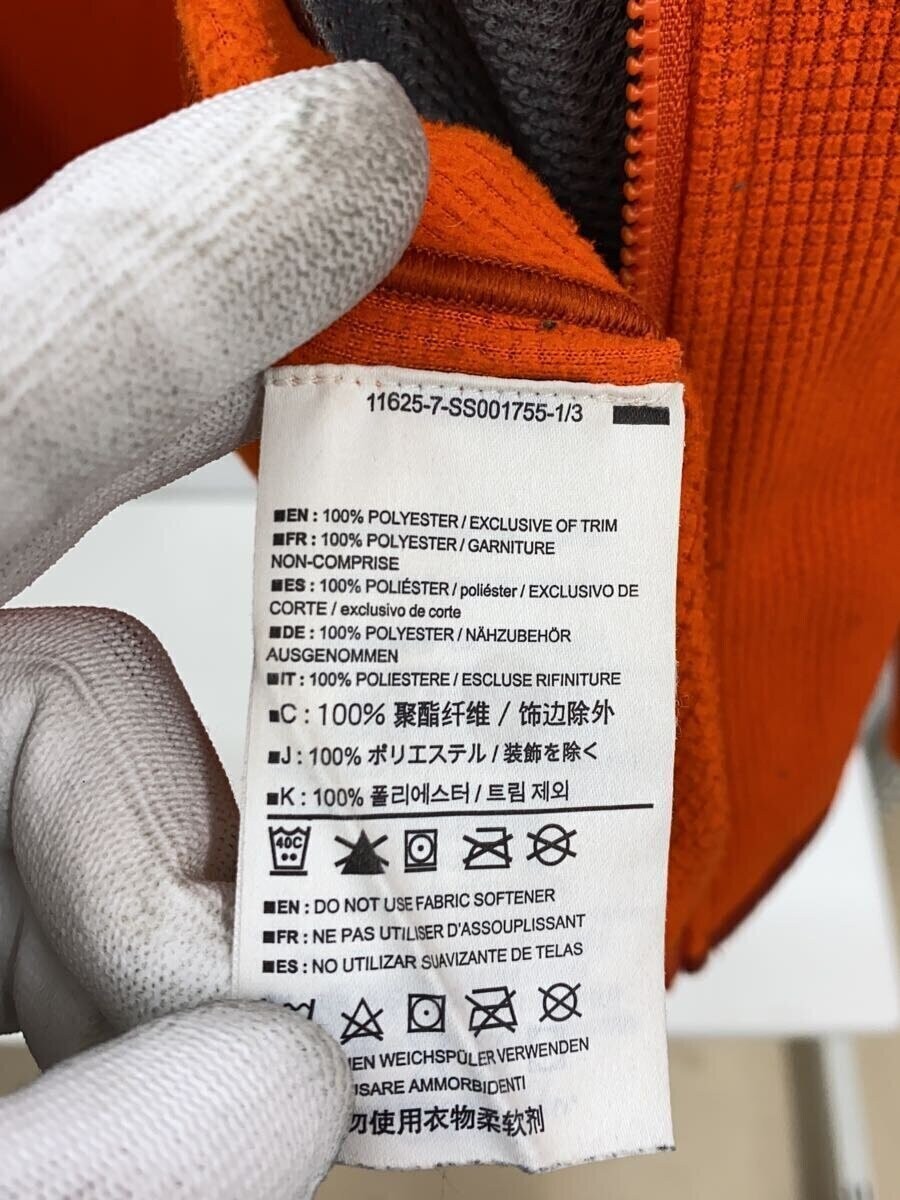 11625-7-SS001755-1/3
■EN : 100% POLYESTER / EXCLUSIVE OF TRIM
■FR : 100% POLYESTER / GARNITURE
NON-COMPRISE
■ES : 100% POLIÉSTER / poliéster / EXCLUSIVO DE
CORTE / exclusivo de corte
■DE : 100% POLYESTER / NÄHZUBEHÖR
AUSGENOMMEN
■IT : 100% POLIESTERE / ESCLUSE RIFINITURE
■C : 100% 聚酯纤维 / 饰边除外
■J : 100% ポリエステル / 装飾を除く
■K : 100% 폴리에스터 / 트림 제외
40C
■EN : DO NOT USE FABRIC SOFTENER
■FR : NE PAS UTILISER D'ASSOUPLISSANT
■ES : NO UTILIZAR SUAVIZANTE DE TELAS
WEICHSPÜLER VERWENDEN
AMMORBIDENTI
使用衣物柔软剂